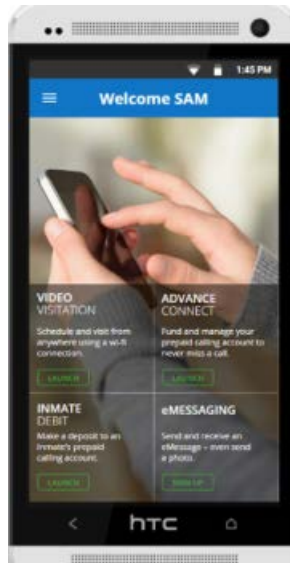 1:45 PM
Welcome SAM
VIDEO
VISITATION
Schedule and visit from
anywhere using a wi-fi
connection.
LAUNCH
ADVANCE
CONNECT
Fund and manage your
prepaid calling account to
never miss a call.
LAUNCH
INMATE
DEBIT
Make a deposit to an
Inmate's prepaid
calling account.
LAUNCH
eMESSAGING
Send and receive an
eMessage – even send
a photo.
SIGN UP
hTC